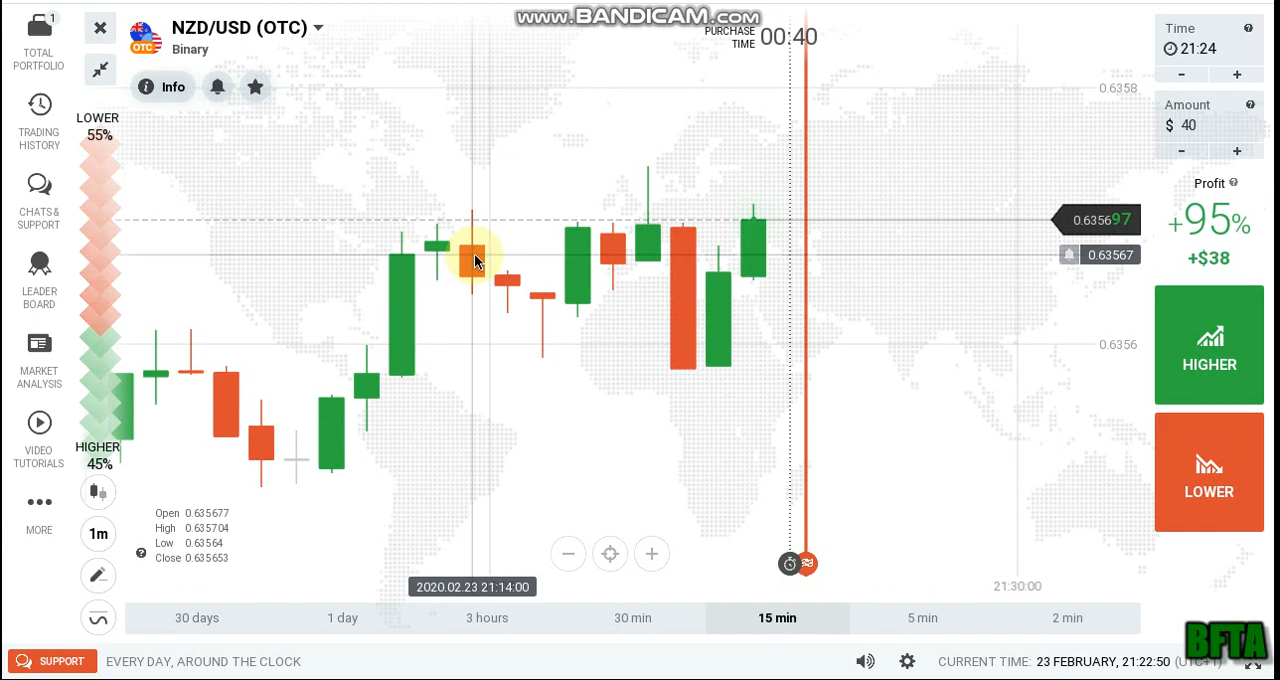 www.BANDICAM.com
1
TOTAL
PORTFOLIO
TRADING
HISTORY
CHATS &
SUPPORT
LEADER
BOARD
MARKET
ANALYSIS
VIDEO
TUTORIALS
MORE
NZD/USD (OTC)
OTC
Binary
Info
LOWER
55%
HIGHER
45%
1m
Open 0.635677
High 0.635704
Low 0.63564
Close 0.635653
PURCHASE
TIME
00:40
0.6358
0.635697
0.63567
0.6356
2020.02.23 21:14:00
21:30:00
30 days
1 day
3 hours
30 min
15 min
5 min
2 min
Time
21:24
- +
Amount
$ 40
- +
Profit
+95%
+$38
HIGHER
LOWER
BFTA
SUPPORT
EVERY DAY, AROUND THE CLOCK
CURRENT TIME: 23 FEBRUARY, 21:22:50 (UTC+1)